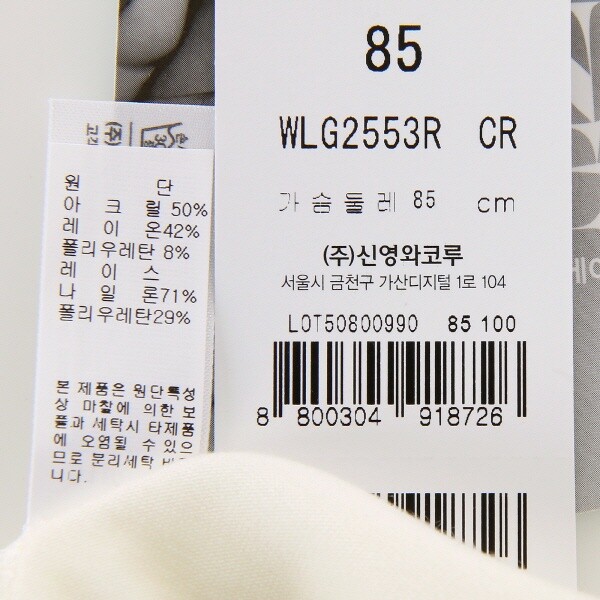 85
WLG2553R CR
가슴둘레 85 cm
(주)신영와코루
서울시 금천구 가산디지털 1로 104
LOT50800990 85 100
8 800304 918726
(주)
원 단
아 크 릴 50%
레 이 온42%
폴리우레탄 8%
레 이 스
나 일 론71%
폴리우레탄29%
본 제품은 원단특성
상 마찰에 의한 보
플과 세탁시 타제품
에 오염될 수 있으
므로 분리세탁
니다.